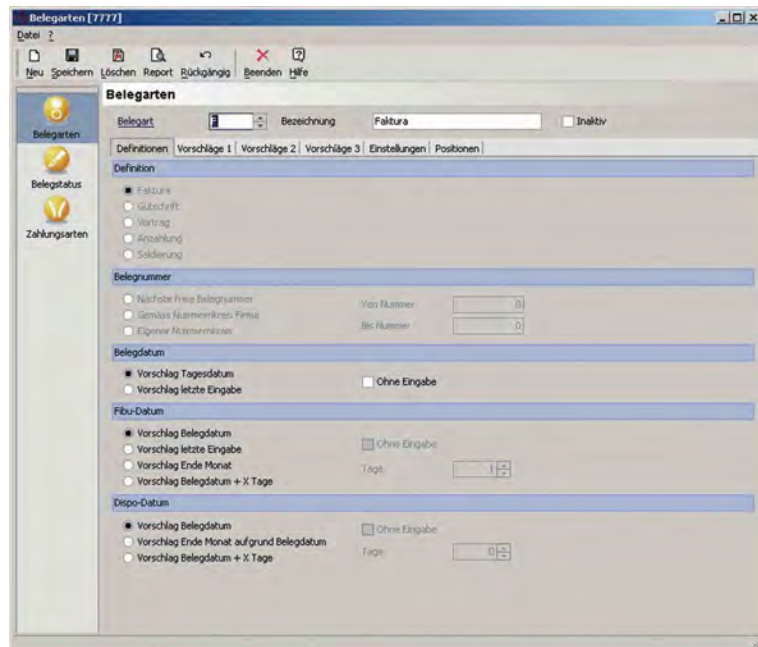 Belegarten [7777]
Datei ?
Neu Speichern Löschen Report Rückgängig Beenden Hilfe
Belegarten
Belegstatus
Zahlungsarten
Belegarten
Belegart Bezeichnung Faktura Inaktiv
Definitionen Vorschläge 1 Vorschläge 2 Vorschläge 3 Einstellungen Positionen
Definition
Faktura
Gutschrift
Vortrag
Anzahlung
Saldierung
Belegnummer
Nächste freie Belegnummer Von Nummer 0
Gemäss Nummernkreis Firma Bis Nummer 0
Eigener Nummernkreis
Belegdatum
Vorschlag Tagesdatum
Vorschlag letzte Eingabe Ohne Eingabe
Fibu-Datum
Vorschlag Belegdatum
Vorschlag letzte Eingabe Ohne Eingabe
Vorschlag Ende Monat Tage 1
Vorschlag Belegdatum + X Tage
Dispo-Datum
Vorschlag Belegdatum Ohne Eingabe
Vorschlag Ende Monat aufgrund Belegdatum
Vorschlag Belegdatum + X Tage Tage 0